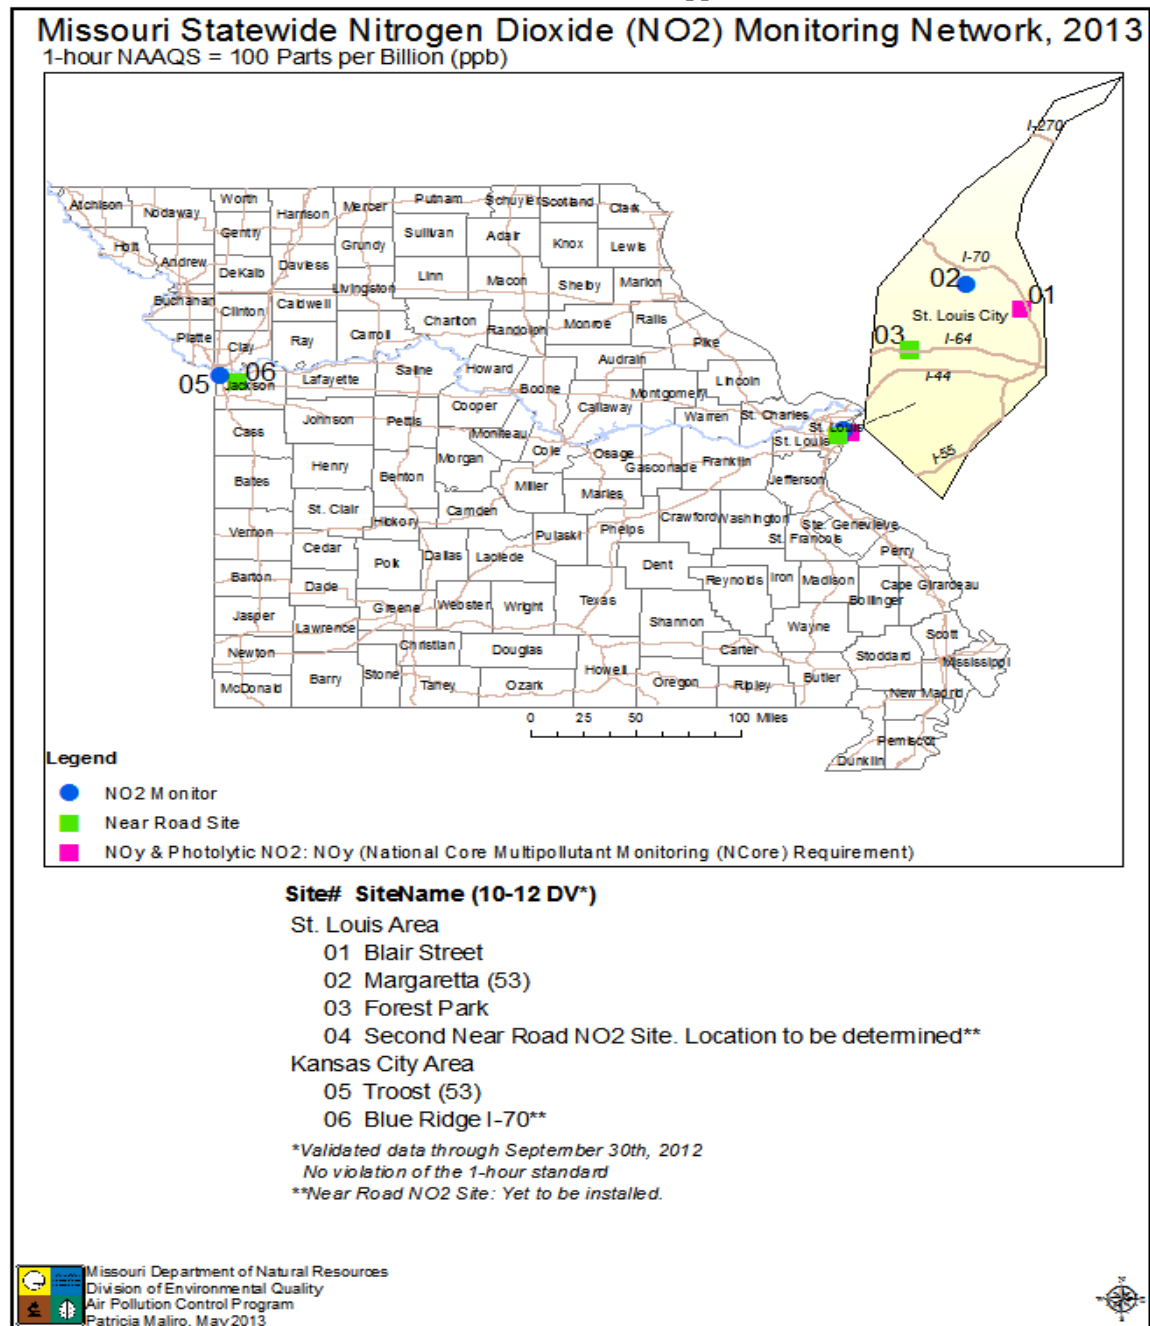 Missouri Statewide Nitrogen Dioxide (NO2) Monitoring Network, 2013
1-hour NAAQS = 100 Parts per Billion (ppb)
I-270
I-70
02
01
St. Louis City
03
I-64
I-44
I-55
Atchison
Nodaway
Worth
Harrison
Mercer
Putnam
Schuyler
Scotland
Clark
Holt
Gentry
Grundy
Sullivan
Adair
Knox
Lewis
Andrew
DeKalb
Daviess
Livingston
Linn
Macon
Shelby
Marion
Buchanan
Clinton
Caldwell
Chariton
Randolph
Monroe
Ralls
Platte
Clay
Ray
Carroll
Pike
Audrain
05
06
Jackson
Lafayette
Saline
Howard
Boone
Lincoln
Montgomery
Callaway
Warren
St. Charles
Cass
Johnson
Pettis
Cooper
Moniteau
Cole
Osage
Gasconade
Franklin
St. Louis
St. Louis
Jefferson
Bates
Henry
Benton
Morgan
Miller
Maries
St. Clair
Hickory
Camden
Pulaski
Phelps
Crawford
Washington
Ste. Genevieve
St. Francois
Perry
Vernon
Cedar
Polk
Dallas
Laclede
Dent
Reynolds
Iron
Madison
Cape Girardeau
Bollinger
Barton
Dade
Greene
Webster
Wright
Texas
Shannon
Wayne
Scott
Jasper
Lawrence
Christian
Douglas
Howell
Carter
Stoddard
Mississippi
Newton
McDonald
Barry
Stone
Taney
Ozark
Oregon
Ripley
Butler
New Madrid
Pemiscot
Dunklin
0 25 50 100 Miles
Legend
NO2 Monitor
Near Road Site
NOy & Photolytic NO2: NOy (National Core Multipollutant Monitoring (NCore) Requirement)
Site# SiteName (10-12 DV*)
St. Louis Area
01 Blair Street
02 Margaretta (53)
03 Forest Park
04 Second Near Road NO2 Site. Location to be determined**
Kansas City Area
05 Troost (53)
06 Blue Ridge I-70**
*Validated data through September 30th, 2012
No violation of the 1-hour standard
**Near Road NO2 Site: Yet to be installed.
Missouri Department of Natural Resources
Division of Environmental Quality
Air Pollution Control Program
Patricia Maliro, May 2013